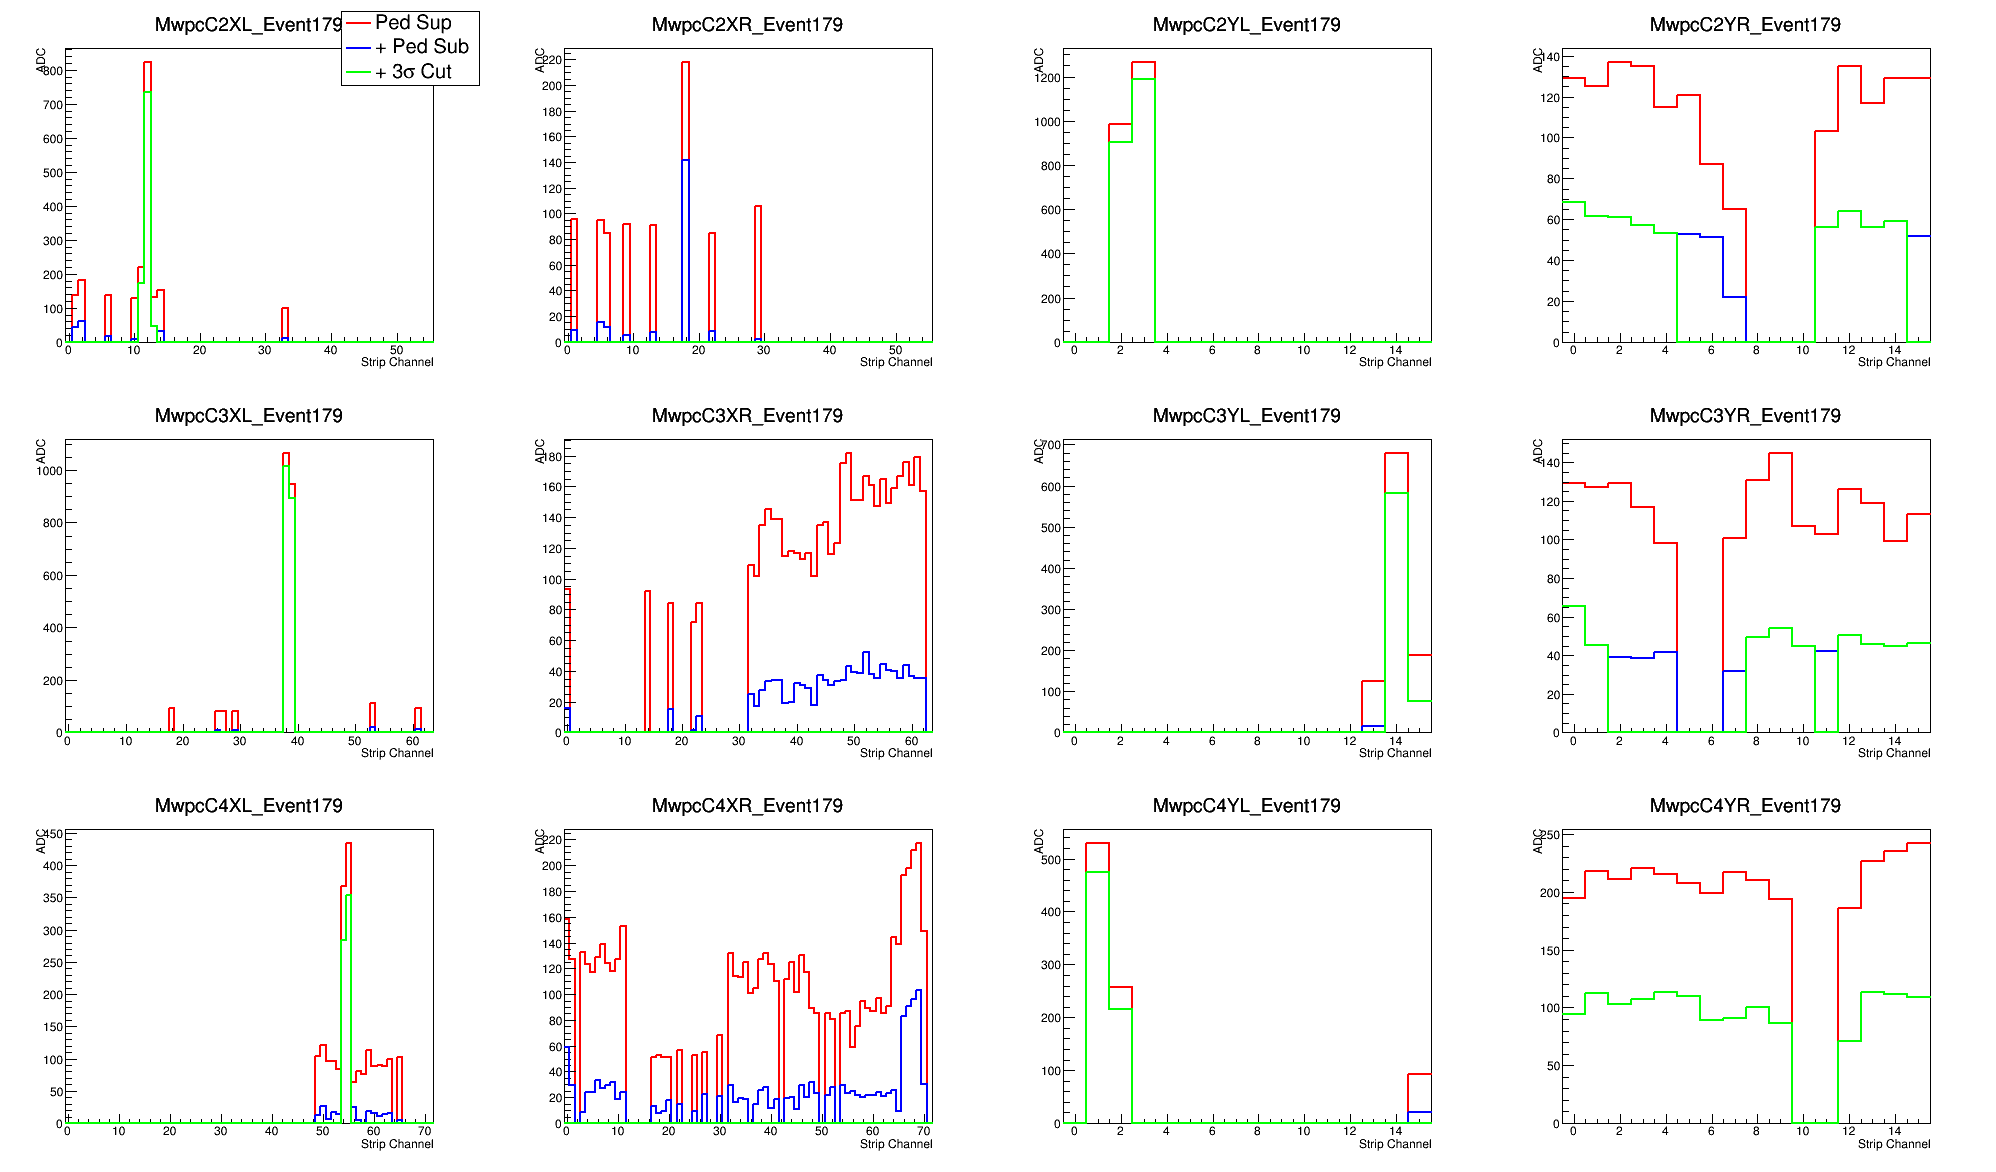 MwpcC2XL_Event179
Ped Sup
+ Ped Sub
+ 3σ Cut
ADC
800
700
600
500
400
300
200
100
0
0 10 20 30 40 50
Strip Channel
MwpcC2XR_Event179
ADC
220
200
180
160
140
120
100
80
60
40
20
0
0 10 20 30 40 50
Strip Channel
MwpcC2YL_Event179
ADC
1200
1000
800
600
400
200
0
0 2 4 6 8 10 12 14
Strip Channel
MwpcC2YR_Event179
ADC
140
120
100
80
60
40
20
0
0 2 4 6 8 10 12 14
Strip Channel
MwpcC3XL_Event179
ADC
1000
800
600
400
200
0
0 10 20 30 40 50 60
Strip Channel
MwpcC3XR_Event179
ADC
180
160
140
120
100
80
60
40
20
0
0 10 20 30 40 50 60
Strip Channel
MwpcC3YL_Event179
ADC
700
600
500
400
300
200
100
0
0 2 4 6 8 10 12 14
Strip Channel
MwpcC3YR_Event179
ADC
140
120
100
80
60
40
20
0
0 2 4 6 8 10 12 14
Strip Channel
MwpcC4XL_Event179
ADC
450
400
350
300
250
200
150
100
50
0
0 10 20 30 40 50 60 70
Strip Channel
MwpcC4XR_Event179
ADC
220
200
180
160
140
120
100
80
60
40
20
0
0 10 20 30 40 50 60 70
Strip Channel
MwpcC4YL_Event179
ADC
500
400
300
200
100
0
0 2 4 6 8 10 12 14
Strip Channel
MwpcC4YR_Event179
ADC
250
200
150
100
50
0
0 2 4 6 8 10 12 14
Strip Channel